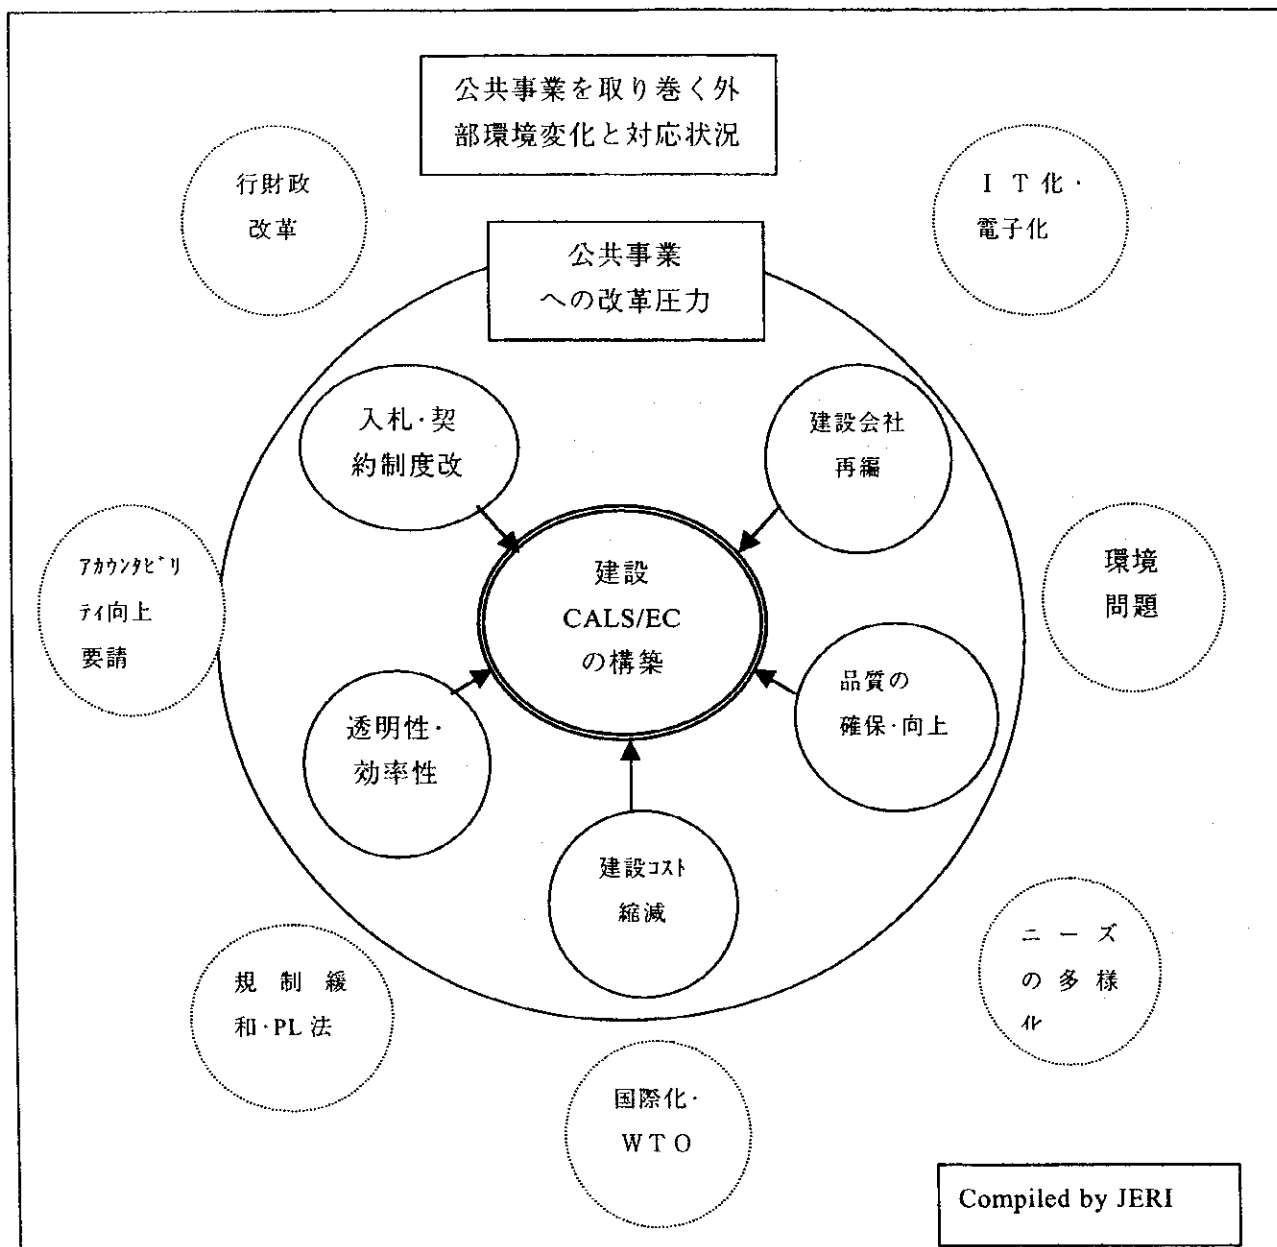 公共事業を取り巻く外
部環境変化と対応状況
行財政
改革
ＩＴ化・
電子化
公共事業
への改革圧力
入札・契
約制度改
建設会社
再編
ｱｶｳﾝﾀﾋﾞﾘ
ﾃｨ向上
要請
建設
CALS/EC
の構築
環境
問題
透明性・
効率性
品質の
確保・向上
建設ｺｽﾄ
縮減
規制緩
和・PL法
ニーズ
の多様
化
国際化・
ＷＴＯ
Compiled by JERI